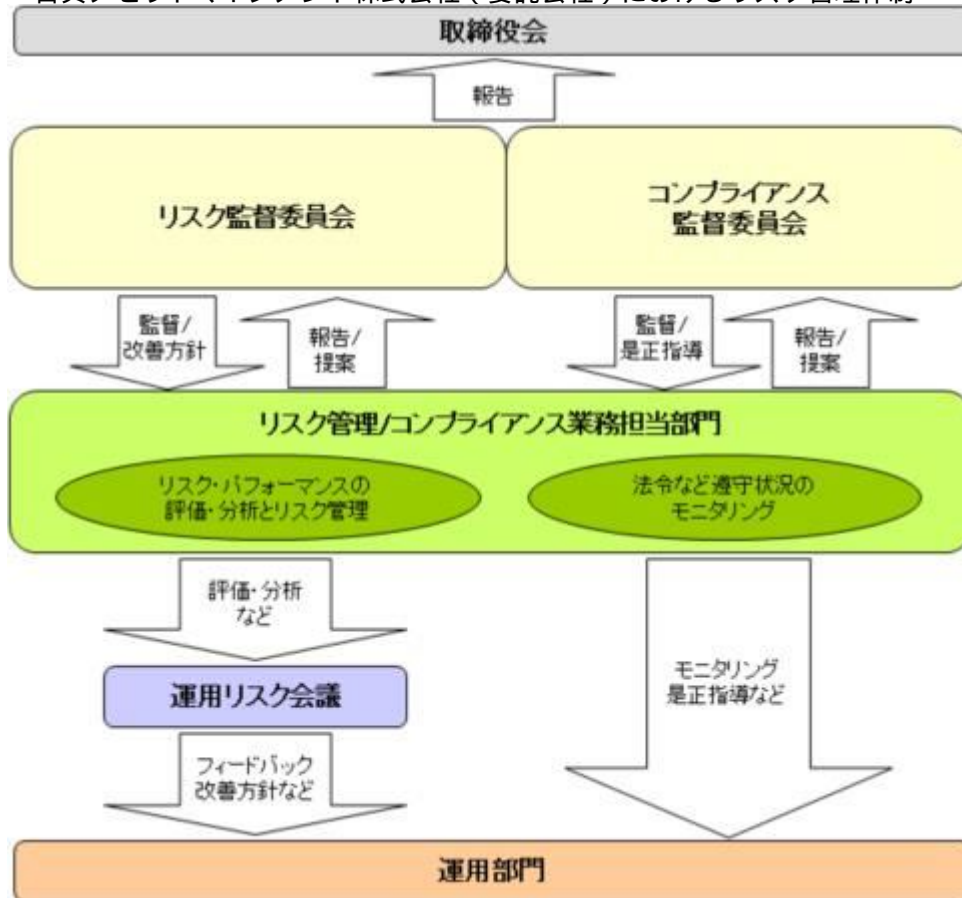 取締役会
報告
リスク監督委員会
コンプライアンス
監督委員会
監督/
改善方針
報告/
提案
監督/
是正指導
報告/
提案
リスク管理/コンプライアンス業務担当部門
リスク・パフォーマンスの
評価・分析とリスク管理
法令など遵守状況の
モニタリング
評価・分析
など
運用リスク会議
モニタリング
是正指導など
フィードバック
改善方針など
運用部門